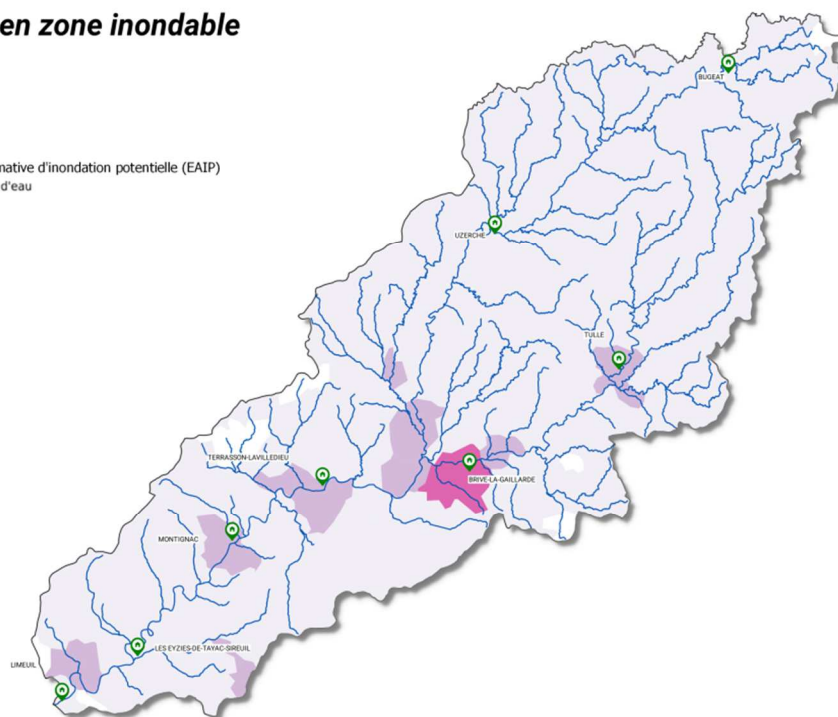 en zone inondable
native d'inondation potentielle (EAIP)
d'eau
BUGEAT
UZERCHE
TULLE
TERRASSON-LAVILLEDIEU
BRIVE-LA-GAILLARDE
MONTIGNAC
LES EYZIES-DE-TAYAC-SIREUIL
LIMEUIL